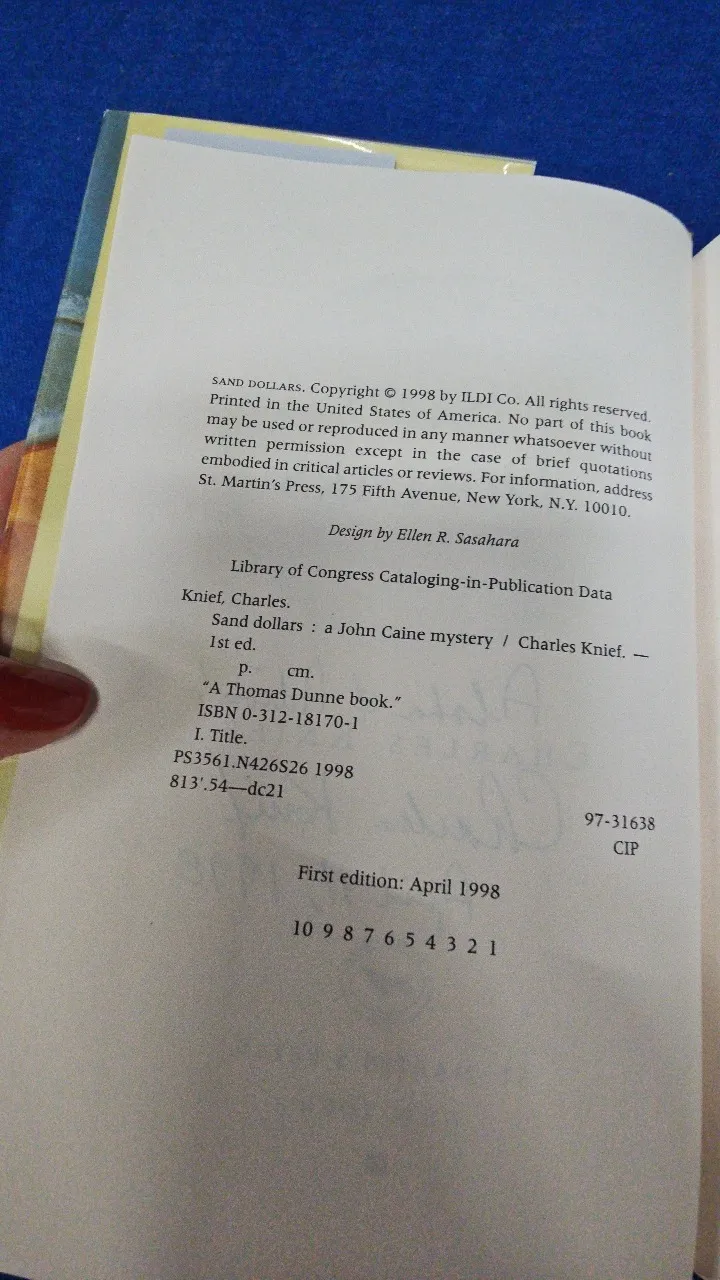 SAND DOLLARS. Copyright © 1998 by ILDI Co. All rights reserved.
Printed in the United States of America. No part of this book
may be used or reproduced in any manner whatsoever without
written permission except in the case of brief quotations
embodied in critical articles or reviews. For information, address
St. Martin's Press, 175 Fifth Avenue, New York, N.Y. 10010.
Design by Ellen R. Sasahara
Library of Congress Cataloging-in-Publication Data
Knief, Charles.
Sand dollars : a John Caine mystery / Charles Knief. —
1st ed.
p. cm.
“A Thomas Dunne book.”
ISBN 0-312-18170-1
I. Title.
PS3561.N426S26 1998
813'.54—dc21
97-31638
CIP
First edition: April 1998
10 9 8 7 6 5 4 3 2 1